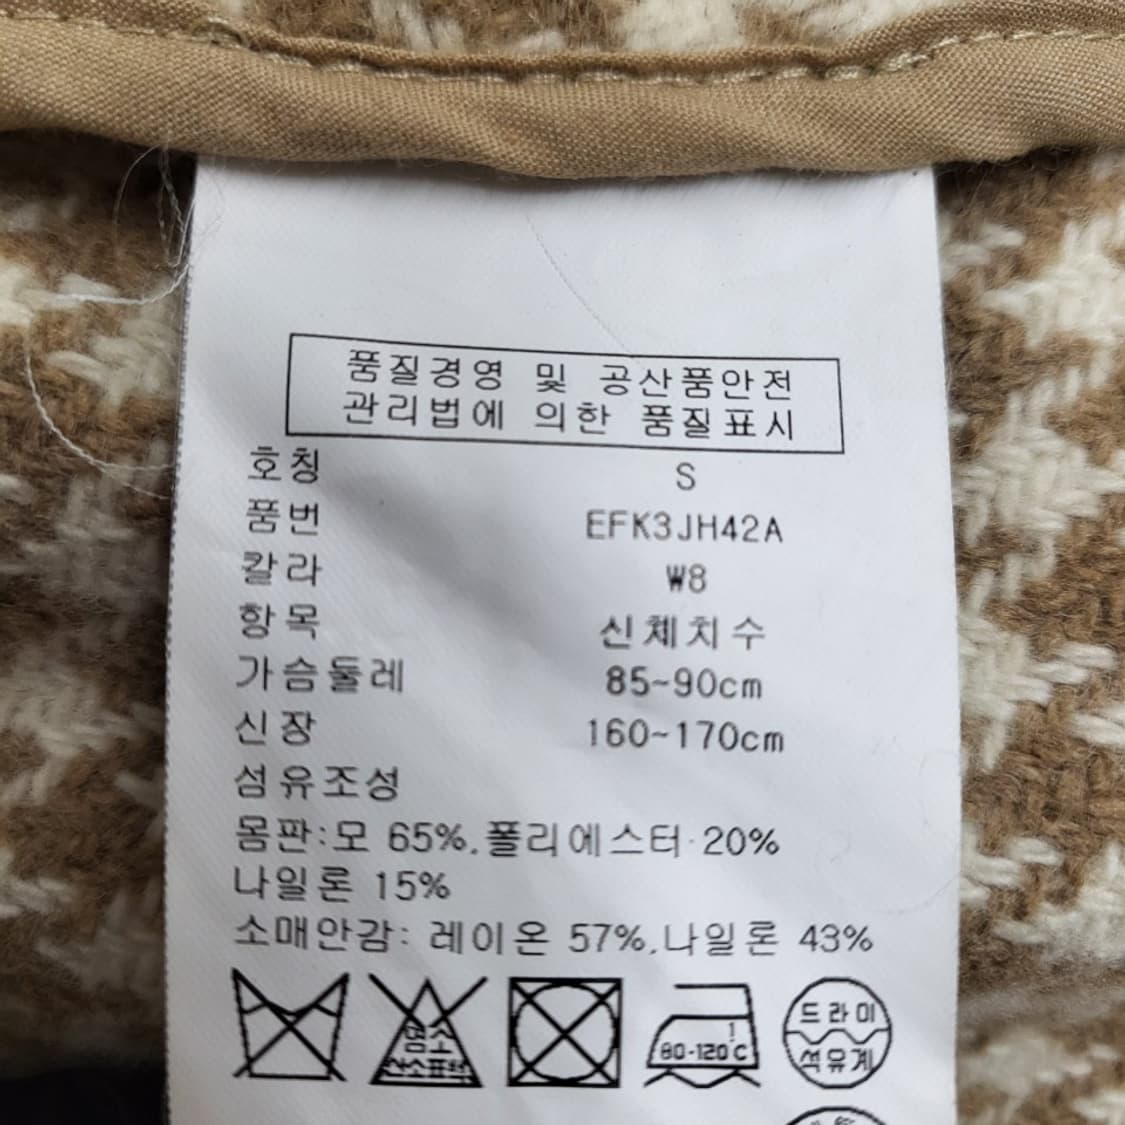 품질경영 및 공산품안전
관리법에 의한 품질표시
호칭 S
품번 EFK3JH42A
칼라 W8
항목 신체치수
가슴둘레 85~90cm
신장 160~170cm
섬유조성
몸판:모 65%.폴리에스터 20%
나일론 15%
소매안감: 레이온 57%.나일론 43%
염소
산소표백
80-120℃
드라이
석유계